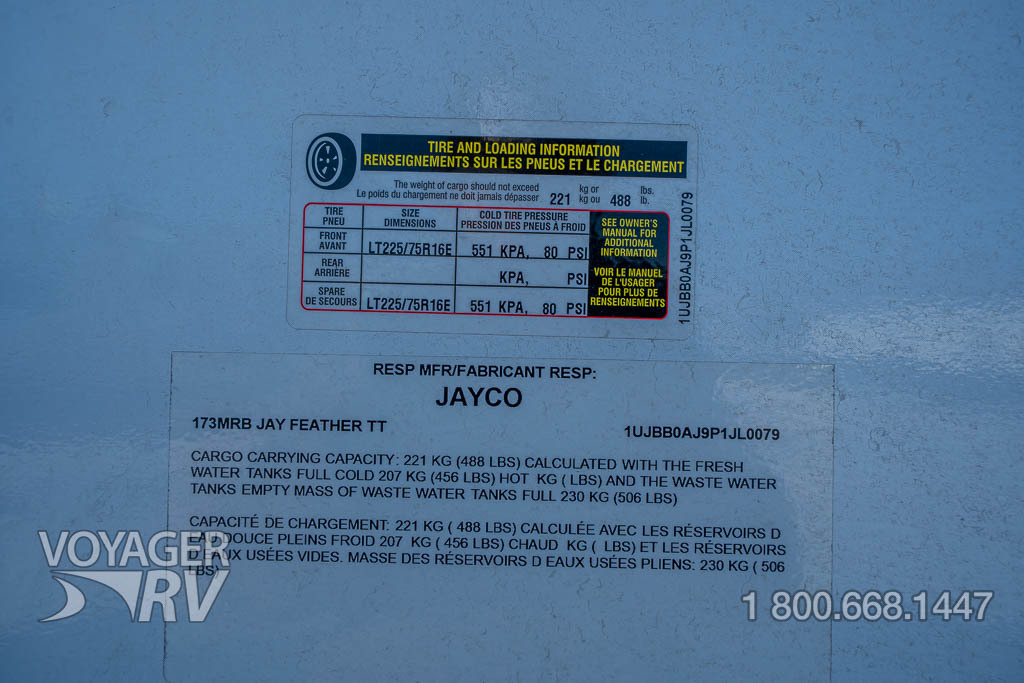 TIRE AND LOADING INFORMATION
RENSEIGNEMENTS SUR LES PNEUS ET LE CHARGEMENT
The weight of cargo should not exceed 221 kg or 488 lbs.
Le poids du chargement ne doit jamais dépasser kg ou lb.
TIRE PNEU SIZE DIMENSIONS COLD TIRE PRESSURE PRESSION DES PNEUS À FROID
FRONT AVANT LT225/75R16E 551 KPA, 80 PSI
REAR ARRIÈRE KPA, PSI
SPARE DE SECOURS LT225/75R16E 551 KPA, 80 PSI
SEE OWNER'S
MANUAL FOR
ADDITIONAL
INFORMATION
VOIR LE MANUEL
DE L'USAGER
POUR PLUS DE
RENSEIGNEMENTS
1UJBB0AJ9P1JL0079
RESP MFR/FABRICANT RESP:
JAYCO
173MRB JAY FEATHER TT 1UJBB0AJ9P1JL0079
CARGO CARRYING CAPACITY: 221 KG (488 LBS) CALCULATED WITH THE FRESH
WATER TANKS FULL COLD 207 KG (456 LBS) HOT KG ( LBS) AND THE WASTE WATER
TANKS EMPTY MASS OF WASTE WATER TANKS FULL 230 KG (506 LBS)
CAPACITÉ DE CHARGEMENT: 221 KG ( 488 LBS) CALCULÉE AVEC LES RÉSERVOIRS D
EAU DOUCE PLEINS FROID 207 KG ( 456 LBS) CHAUD KG ( LBS) ET LES RÉSERVOIRS
D EAUX USÉES VIDES. MASSE DES RÉSERVOIRS D EAUX USÉES PLIENS: 230 KG ( 506
LBS)
VOYAGER
RV
1 800.668.1447